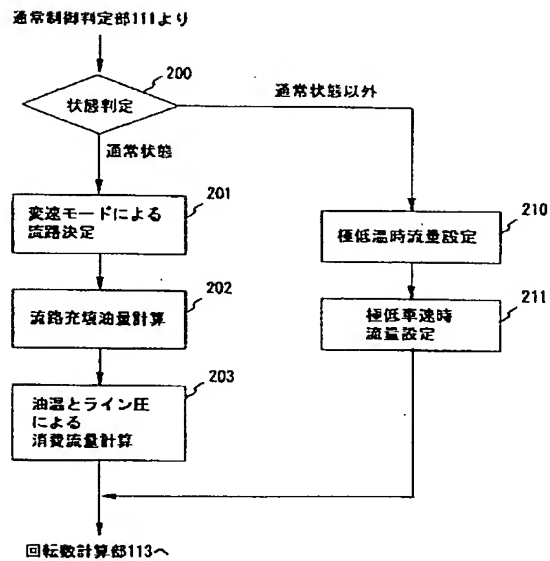 通常制御判定部111より
200
状態判定
通常状態以外
通常状態
201
変速モードによる
流路決定
210
極低温時流量設定
202
流路充填油量計算
211
極低車速時
流量設定
203
油温とライン圧
による
消費流量計算
回転数計算部113へ